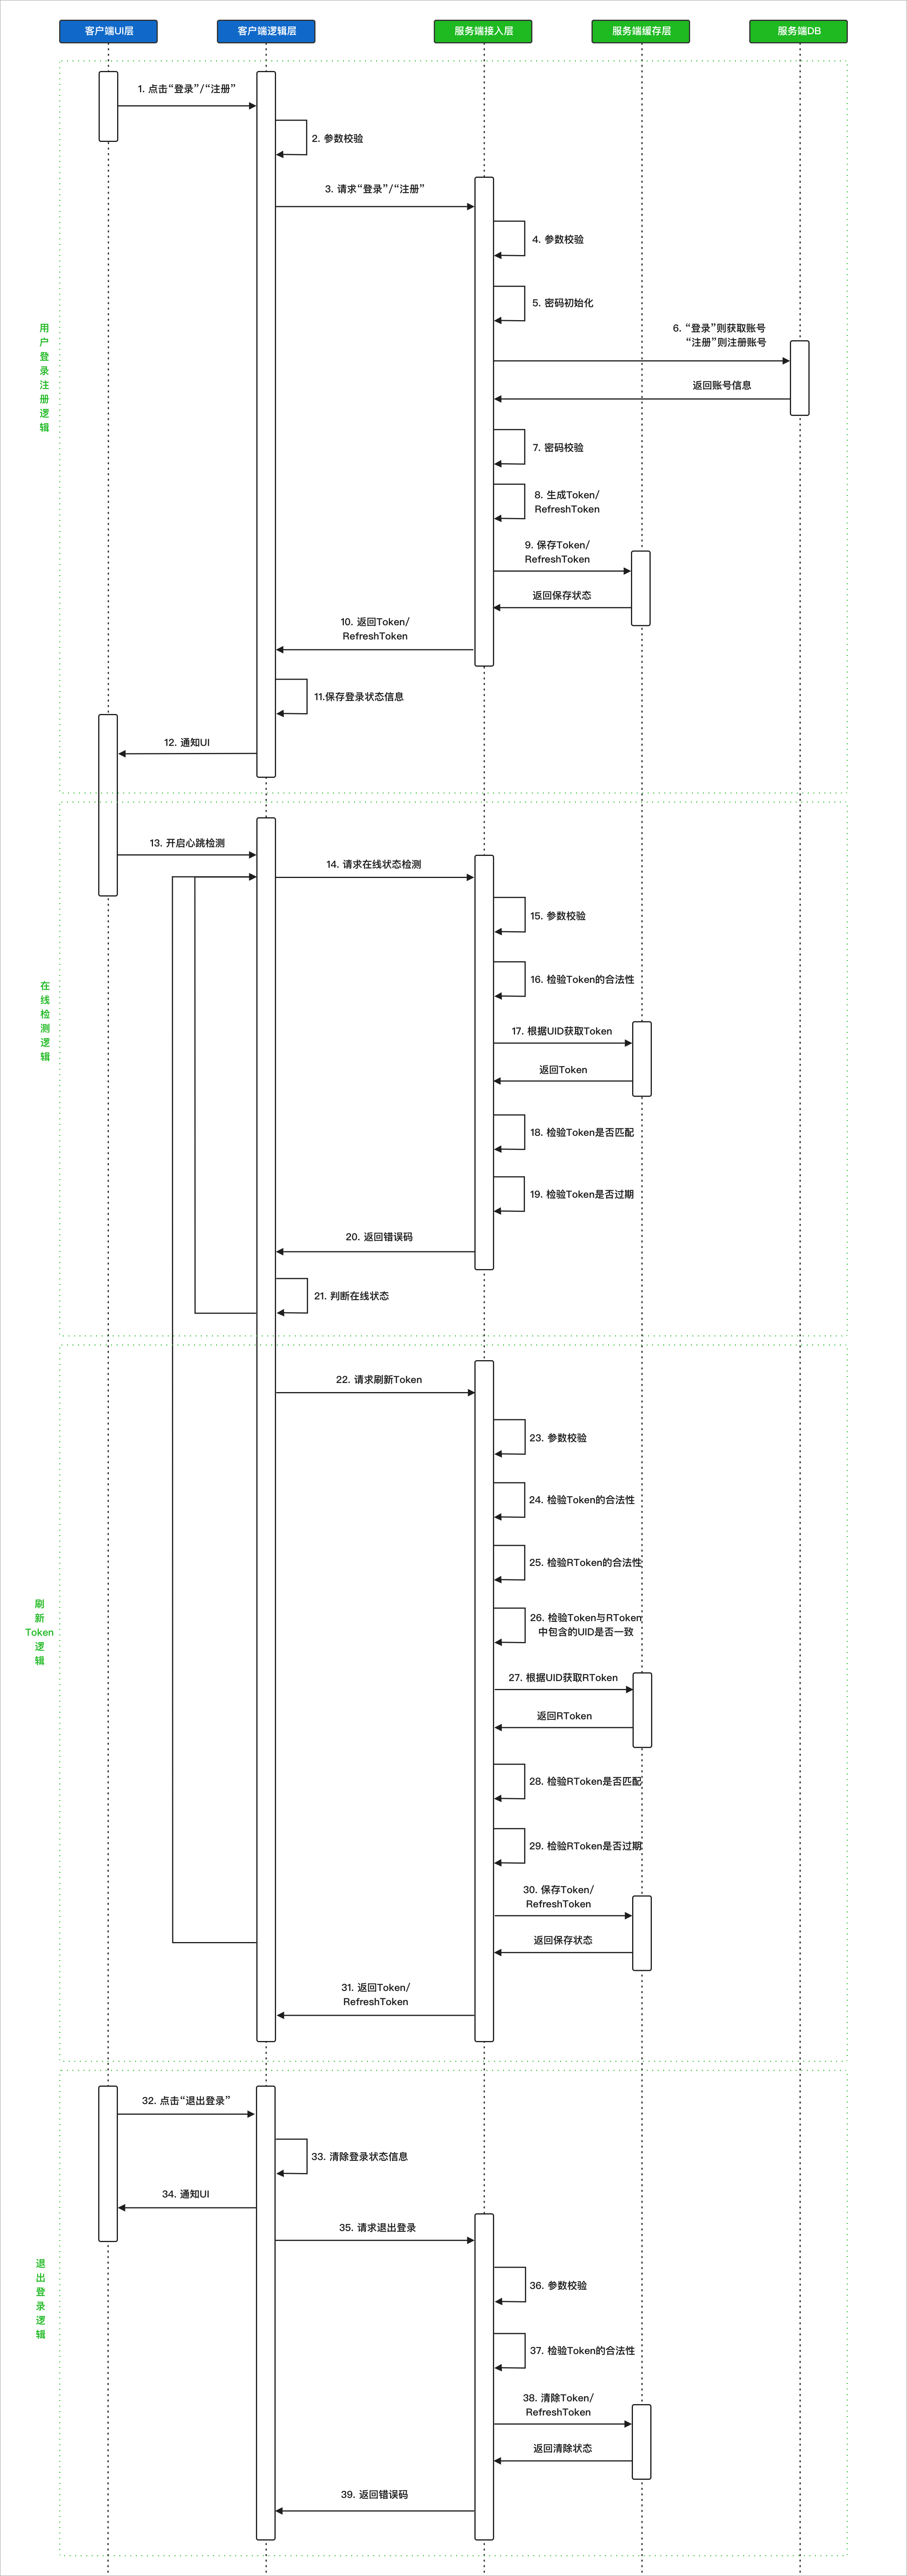 客户端UI层
客户端逻辑层
服务端接入层
服务端缓存层
服务端DB
用户登录注册逻辑
1. 点击“登录”/“注册”
2. 参数校验
3. 请求“登录”/“注册”
4. 参数校验
5. 密码初始化
6. “登录”则获取账号
“注册”则注册账号
返回账号信息
7. 密码校验
8. 生成Token/
RefreshToken
9. 保存Token/
RefreshToken
返回保存状态
10. 返回Token/
RefreshToken
11.保存登录状态信息
12. 通知UI
在线检测逻辑
13. 开启心跳检测
14. 请求在线状态检测
15. 参数校验
16. 检验Token的合法性
17. 根据UID获取Token
返回Token
18. 检验Token是否匹配
19. 检验Token是否过期
20. 返回错误码
21. 判断在线状态
刷新
Token
逻辑
22. 请求刷新Token
23. 参数校验
24. 检验Token的合法性
25. 检验RToken的合法性
26. 检验Token与RToken
中包含的UID是否一致
27. 根据UID获取RToken
返回RToken
28. 检验RToken是否匹配
29. 检验RToken是否过期
30. 保存Token/
RefreshToken
返回保存状态
31. 返回Token/
RefreshToken
退出登录逻辑
32. 点击“退出登录”
33. 清除登录状态信息
34. 通知UI
35. 请求退出登录
36. 参数校验
37. 检验Token的合法性
38. 清除Token/
RefreshToken
返回清除状态
39. 返回错误码